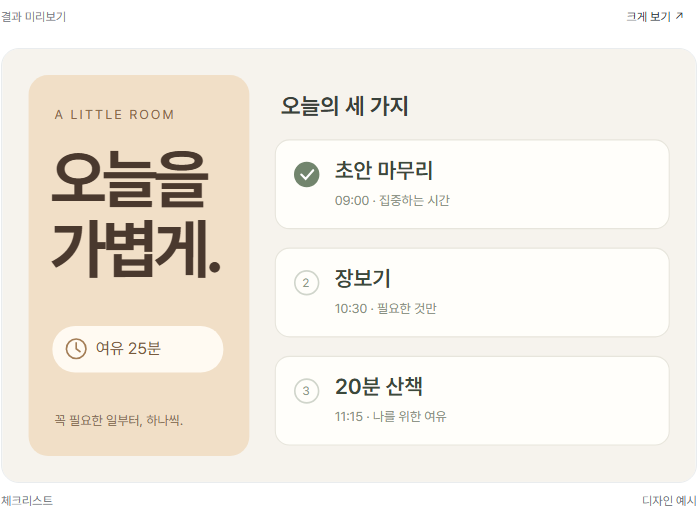 결과 미리보기
크게 보기 ↗
A LITTLE ROOM
오늘을
가볍게.
여유 25분
꼭 필요한 일부터, 하나씩.
오늘의 세 가지
초안 마무리
09:00 · 집중하는 시간
2
장보기
10:30 · 필요한 것만
3
20분 산책
11:15 · 나를 위한 여유
체크리스트
디자인 예시